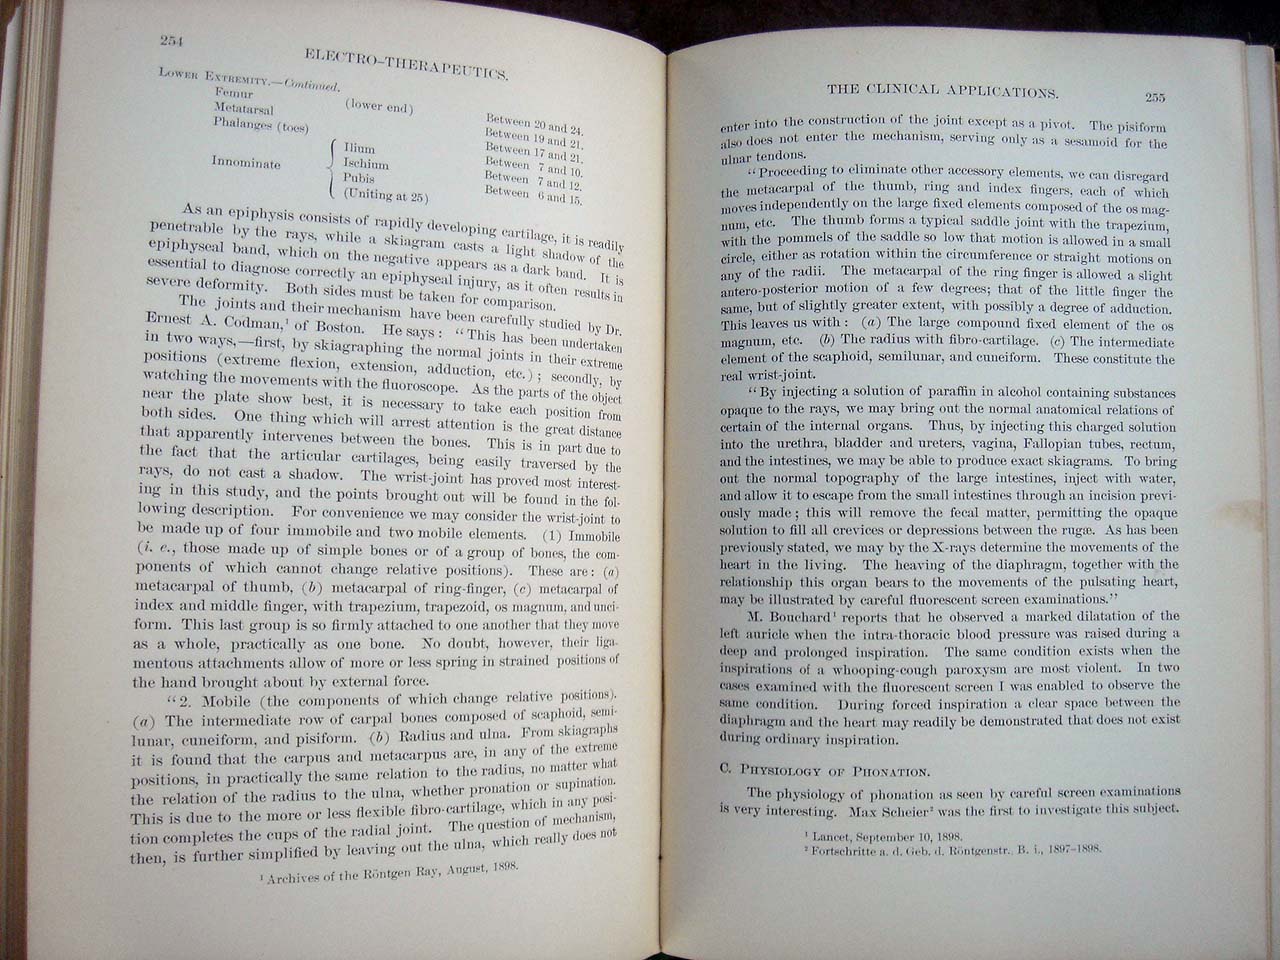 254
ELECTRO-THERAPEUTICS.
LOWER EXTREMITY.—Continued.
Femur (lower end) Between 20 and 24.
Metatarsal Between 19 and 21.
Phalanges (toes) Between 17 and 21.
Innominate { Ilium Between 7 and 10.
Ischium Between 7 and 12.
Pubis Between 6 and 15.
(Uniting at 25)
As an epiphysis consists of rapidly developing cartilage, it is readily
penetrable by the rays, while a skiagram casts a light shadow of the
epiphyseal band, which on the negative appears as a dark band. It is
essential to diagnose correctly an epiphyseal injury, as it often results in
severe deformity. Both sides must be taken for comparison.
The joints and their mechanism have been carefully studied by Dr.
Ernest A. Codman,¹ of Boston. He says: "This has been undertaken
in two ways,—first, by skiagraphing the normal joints in their extreme
positions (extreme flexion, extension, adduction, etc.); secondly, by
watching the movements with the fluoroscope. As the parts of the object
near the plate show best, it is necessary to take each position from
both sides. One thing which will arrest attention is the great distance
that apparently intervenes between the bones. This is in part due to
the fact that the articular cartilages, being easily traversed by the
rays, do not cast a shadow. The wrist-joint has proved most interest-
ing in this study, and the points brought out will be found in the fol-
lowing description. For convenience we may consider the wrist-joint to
be made up of four immobile and two mobile elements. (1) Immobile
(i. e., those made up of simple bones or of a group of bones, the com-
ponents of which cannot change relative positions). These are: (a)
metacarpal of thumb, (b) metacarpal of ring-finger, (c) metacarpal of
index and middle finger, with trapezium, trapezoid, os magnum, and unci-
form. This last group is so firmly attached to one another that they move
as a whole, practically as one bone. No doubt, however, their liga-
mentous attachments allow of more or less spring in strained positions of
the hand brought about by external force.
"2. Mobile (the components of which change relative positions).
(a) The intermediate row of carpal bones composed of scaphoid, semi-
lunar, cuneiform, and pisiform. (b) Radius and ulna. From skiagraphs
it is found that the carpus and metacarpus are, in any of the extreme
positions, in practically the same relation to the radius, no matter what
the relation of the radius to the ulna, whether pronation or supination.
This is due to the more or less flexible fibro-cartilage, which in any posi-
tion completes the cups of the radial joint. The question of mechanism,
then, is further simplified by leaving out the ulna, which really does not
¹ Archives of the Röntgen Ray, August, 1898.
THE CLINICAL APPLICATIONS.
255
enter into the construction of the joint except as a pivot. The pisiform
also does not enter the mechanism, serving only as a sesamoid for the
ulnar tendons.
"Proceeding to eliminate other accessory elements, we can disregard
the metacarpal of the thumb, ring and index fingers, each of which
moves independently on the large fixed elements composed of the os mag-
num, etc. The thumb forms a typical saddle joint with the trapezium,
with the pommels of the saddle so low that motion is allowed in a small
circle, either as rotation within the circumference or straight motions on
any of the radii. The metacarpal of the ring finger is allowed a slight
antero-posterior motion of a few degrees; that of the little finger the
same, but of slightly greater extent, with possibly a degree of adduction.
This leaves us with: (a) The large compound fixed element of the os
magnum, etc. (b) The radius with fibro-cartilage. (c) The intermediate
element of the scaphoid, semilunar, and cuneiform. These constitute the
real wrist-joint.
"By injecting a solution of paraffin in alcohol containing substances
opaque to the rays, we may bring out the normal anatomical relations of
certain of the internal organs. Thus, by injecting this charged solution
into the urethra, bladder and ureters, vagina, Fallopian tubes, rectum,
and the intestines, we may be able to produce exact skiagrams. To bring
out the normal topography of the large intestines, inject with water,
and allow it to escape from the small intestines through an incision previ-
ously made; this will remove the fecal matter, permitting the opaque
solution to fill all crevices or depressions between the rugæ. As has been
previously stated, we may by the X-rays determine the movements of the
heart in the living. The heaving of the diaphragm, together with the
relationship this organ bears to the movements of the pulsating heart,
may be illustrated by careful fluorescent screen examinations."
M. Bouchard¹ reports that he observed a marked dilatation of the
left auricle when the intra-thoracic blood pressure was raised during a
deep and prolonged inspiration. The same condition exists when the
inspirations of a whooping-cough paroxysm are most violent. In two
cases examined with the fluorescent screen I was enabled to observe the
same condition. During forced inspiration a clear space between the
diaphragm and the heart may readily be demonstrated that does not exist
during ordinary inspiration.
C. PHYSIOLOGY OF PHONATION.
The physiology of phonation as seen by careful screen examinations
is very interesting. Max Scheier² was the first to investigate this subject.
¹ Lancet, September 10, 1898.
² Fortschritte a. d. Geb. d. Röntgenstr., B. i., 1897-1898.